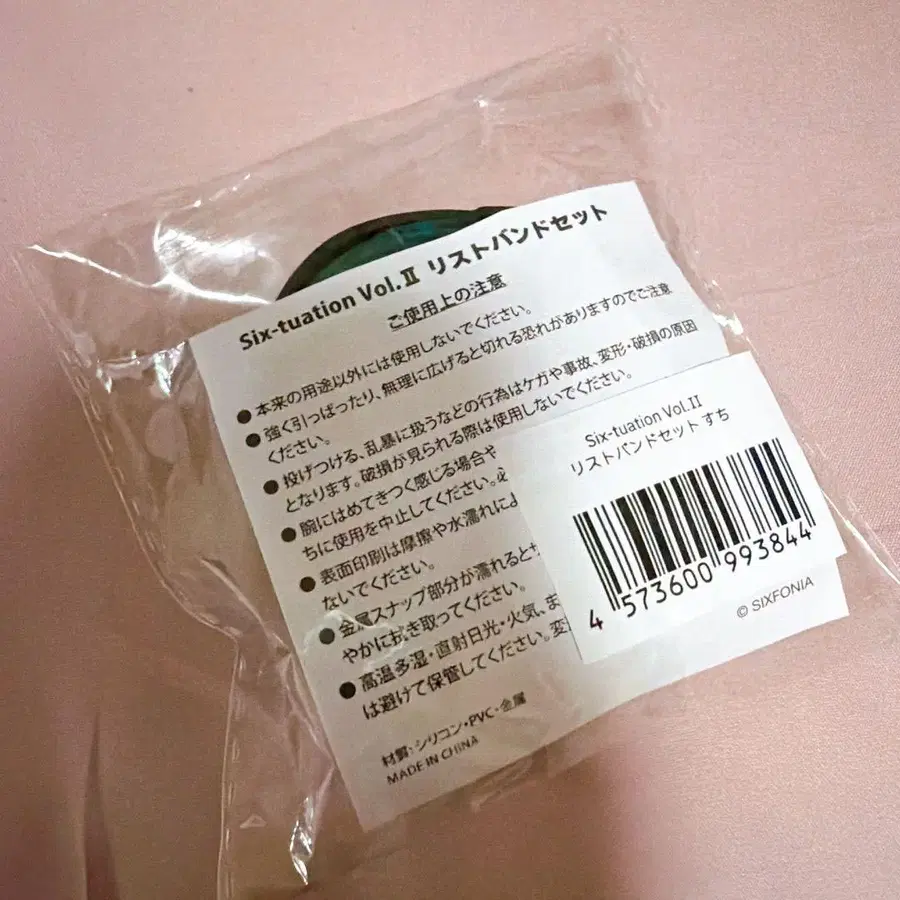 Six-tuation Vol.Ⅱ リストバンドセット
ご使用上の注意
●本来の用途以外には使用しないでください。
●強く引っぱったり、無理に広げると切れる恐れがありますのでご注意
ください。
●投げつける、乱暴に扱うなどの行為はケガや事故、変形・破損の原因
となります。破損が見られる際は使用しないでください。
●腕にはめてきつく感じる場合や
ちに使用を中止してください。必
●表面印刷は摩擦や水濡れによ
ないでください。
●金属スナップ部分が濡れると
やかに拭き取ってください。
●高温多湿・直射日光・火気、ま
は避けて保管してください。変
材質:シリコン・PVC・金属
MADE IN CHINA
Six-tuation Vol.Ⅱ
リストバンドセット すち
4 573600 993844
© SIXFONIA